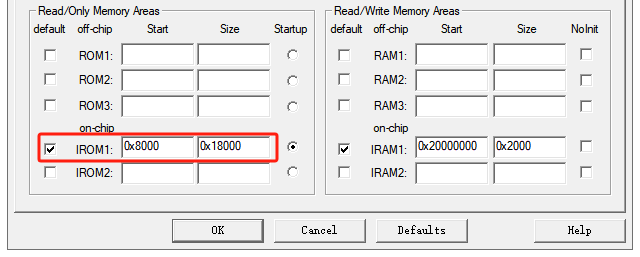 Read/Only Memory Areas
default off-chip Start Size Startup
ROM1:
ROM2:
ROM3:
on-chip
IROM1: 0x8000 0x18000
IROM2:
Read/Write Memory Areas
default off-chip Start Size NoInit
RAM1:
RAM2:
RAM3:
on-chip
IRAM1: 0x20000000 0x2000
IRAM2:
OK Cancel Defaults Help